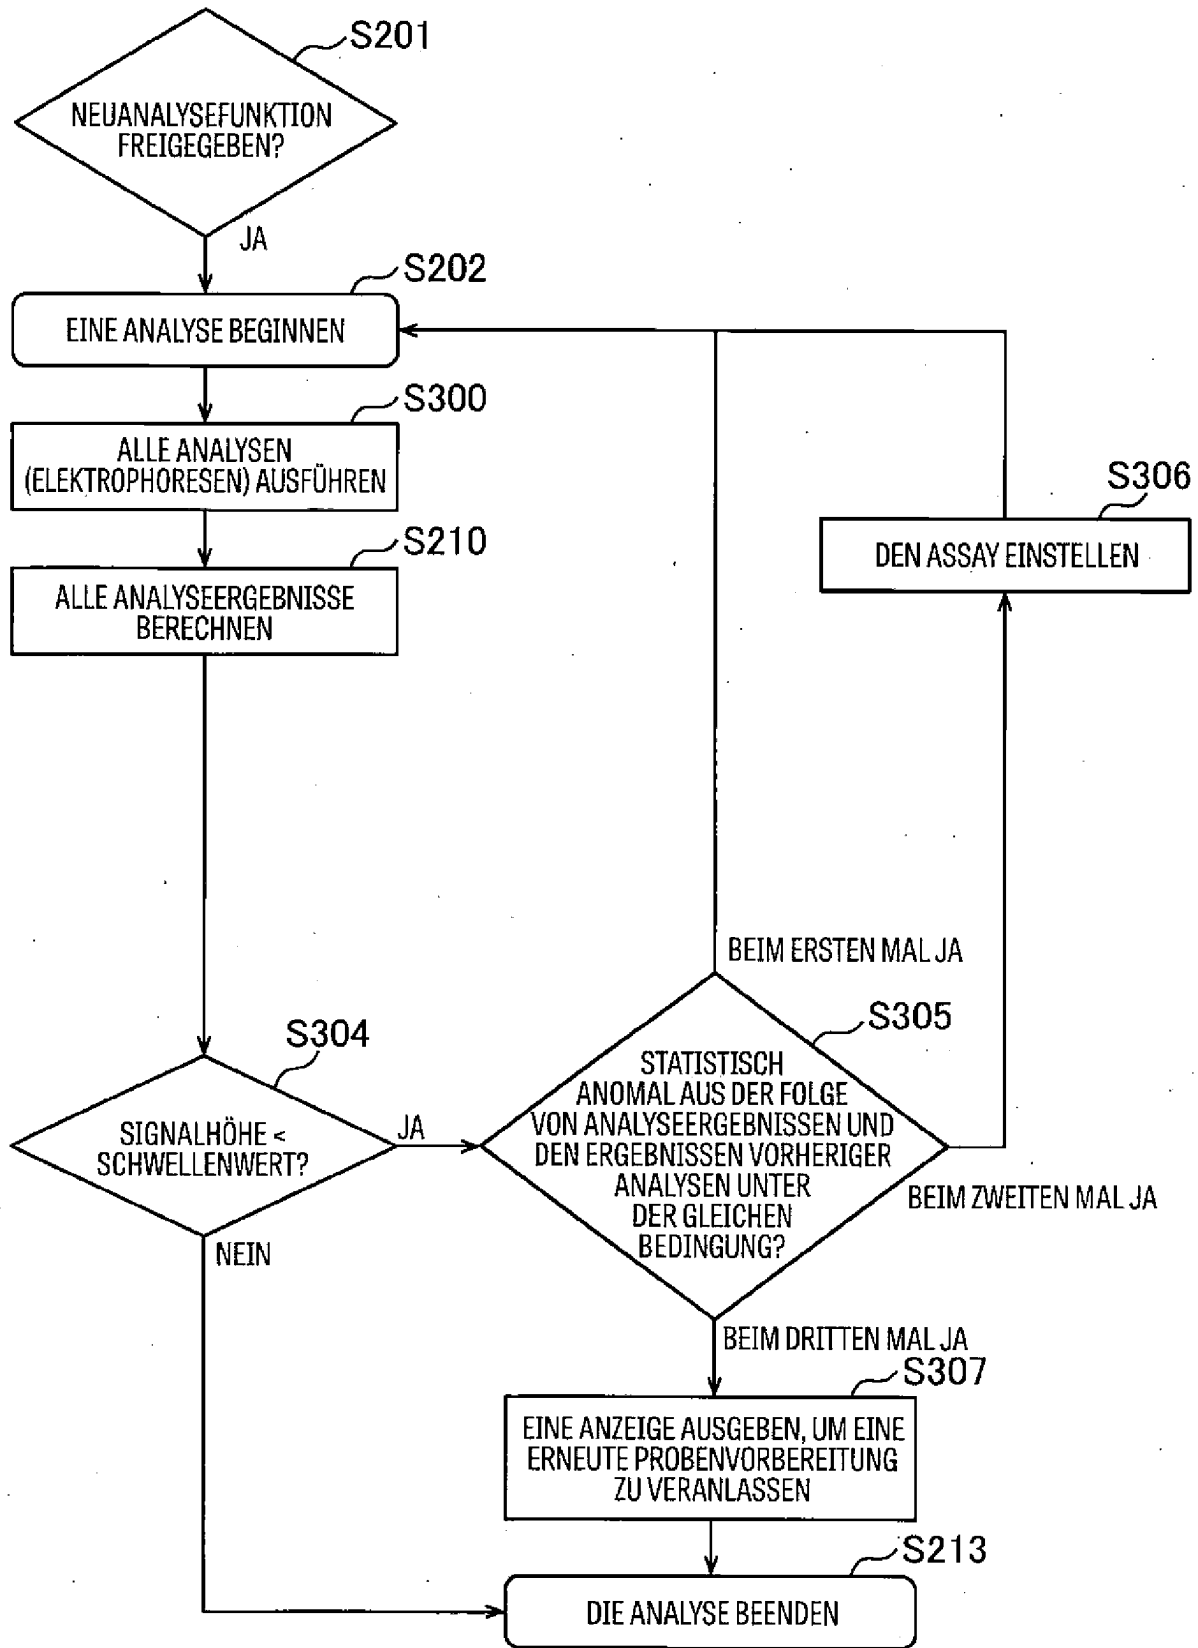 S201
NEUANALYSEFUNKTION
FREIGEGEBEN?
JA
S202
EINE ANALYSE BEGINNEN
S300
ALLE ANALYSEN
(ELEKTROPHORESEN) AUSFÜHREN
S306
DEN ASSAY EINSTELLEN
S210
ALLE ANALYSEERGEBNISSE
BERECHNEN
BEIM ERSTEN MAL JA
S305
STATISTISCH
ANOMAL AUS DER FOLGE
VON ANALYSEERGEBNISSEN UND
DEN ERGEBNISSEN VORHERIGER
ANALYSEN UNTER
DER GLEICHEN
BEDINGUNG?
S304
SIGNALHÖHE <
SCHWELLENWERT?
JA
BEIM ZWEITEN MAL JA
NEIN
BEIM DRITTEN MAL JA
S307
EINE ANZEIGE AUSGEBEN, UM EINE
ERNEUTE PROBENVORBEREITUNG
ZU VERANLASSEN
S213
DIE ANALYSE BEENDEN